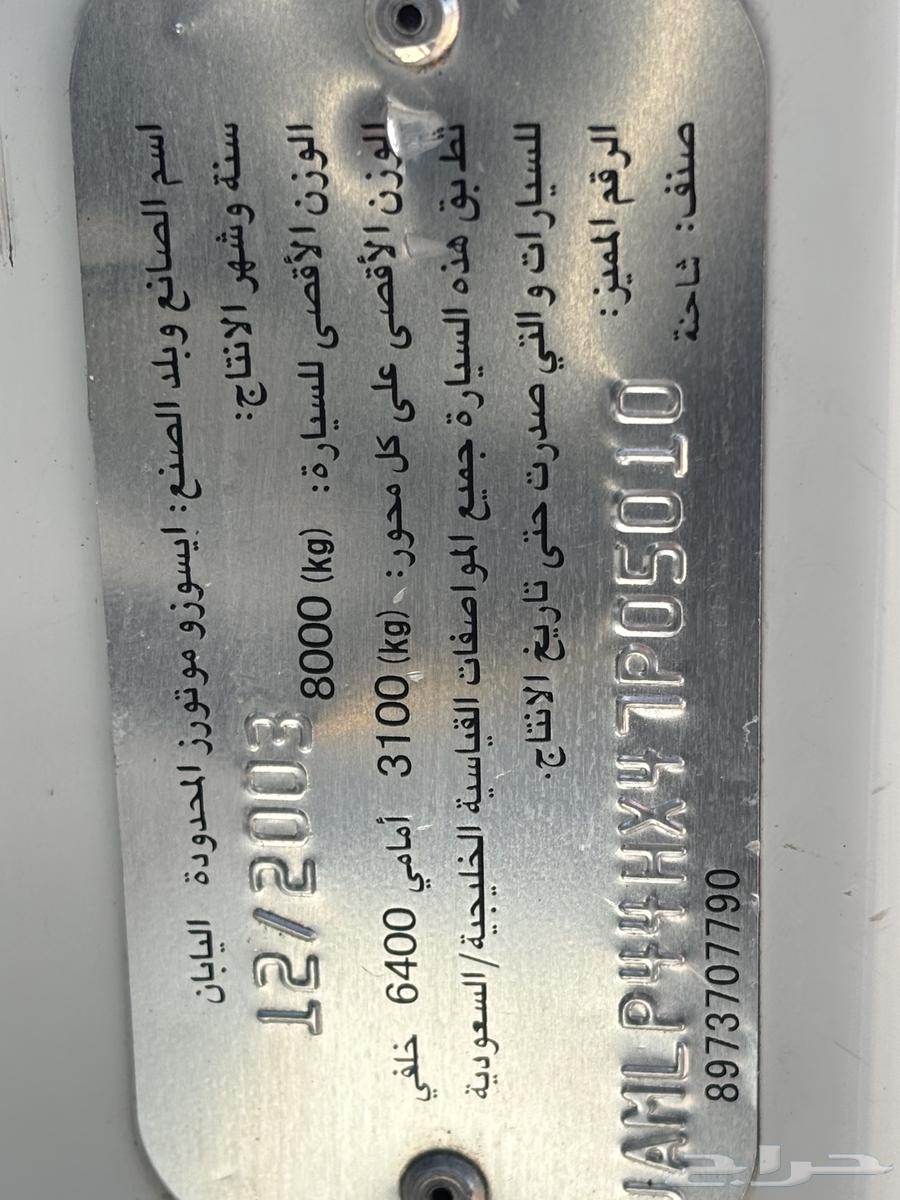 اسم الصانع وبلد الصنع: ايسوزو موتورز المحدودة اليابان
سنة وشهر الانتاج: 12/2003
الوزن الأقصى للسيارة: 8000 (kg)
الوزن الأقصى على كل محور: 3100 (kg) أمامي 6400 خلفي
تطبق هذه السيارة جميع المواصفات القياسية الخليجية/السعودية
للسيارات والتي صدرت حتى تاريخ الانتاج.
الرقم المميز: JAMLP44HX47P05010
صنف: شاحنة 8973707790
حراج